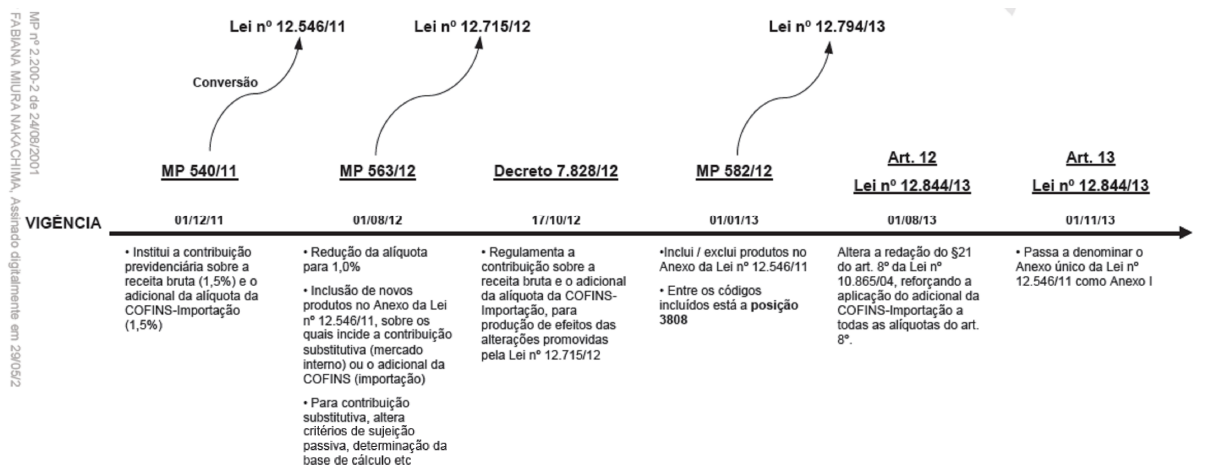 MP nº 2.200-2 de 24/08/2001
FABIANA MIURA NAKACHIMA, Assinado digitalmente em 29/05/2
Lei nº 12.546/11
Lei nº 12.715/12
Lei nº 12.794/13
Conversão
MP 540/11
MP 563/12
Decreto 7.828/12
MP 582/12
Art. 12
Lei nº 12.844/13
Art. 13
Lei nº 12.844/13
VIGÊNCIA
01/12/11
01/08/12
17/10/12
01/01/13
01/08/13
01/11/13
• Institui a contribuição
previdenciária sobre a
receita bruta (1,5%) e o
adicional da alíquota da
COFINS-Importação
(1,5%)
• Redução da alíquota
para 1,0%
• Inclusão de novos
produtos no Anexo da Lei
nº 12.546/11, sobre os
quais incide a contribuição
substitutiva (mercado
interno) ou o adicional da
COFINS (importação)
• Para contribuição
substitutiva, altera
critérios de sujeição
passiva, determinação da
base de cálculo etc
• Regulamenta a
contribuição sobre a
receita bruta e o adicional
da alíquota da COFINS-
Importação, para
produção de efeitos das
alterações promovidas
pela Lei nº 12.715/12
•Inclui / exclui produtos no
Anexo da Lei nº 12.546/11
• Entre os códigos
incluídos está a posição
3808
Altera a redação do §21
do art. 8º da Lei nº
10.865/04, reforçando a
aplicação do adicional da
COFINS-Importação a
todas as alíquotas do art.
8º.
• Passa a denominar o
Anexo único da Lei nº
12.546/11 como Anexo I